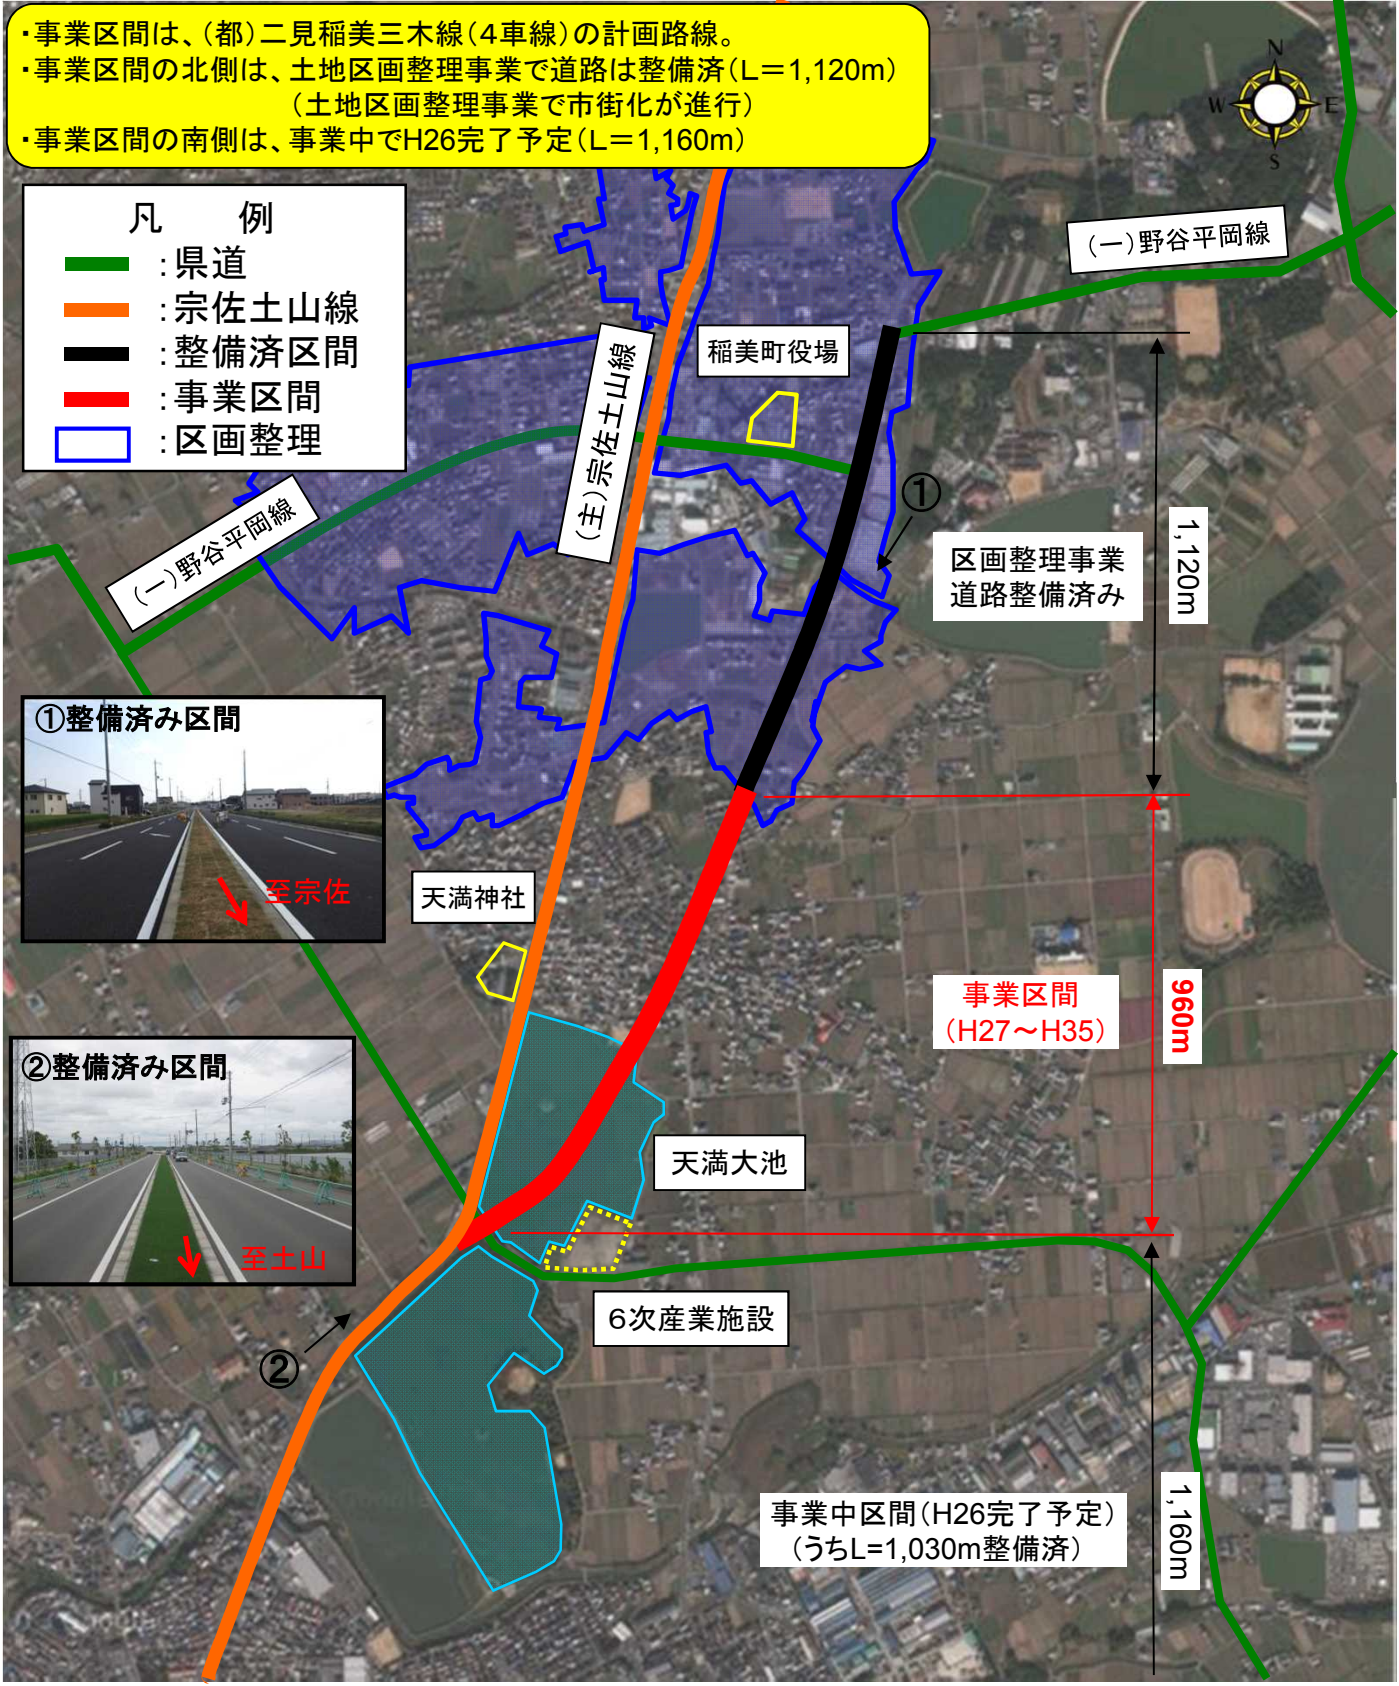 ・事業区間は、(都)二見稲美三木線(4車線)の計画路線。
・事業区間の北側は、土地区画整理事業で道路は整備済(L=1,120m)
(土地区画整理事業で市街化が進行)
・事業区間の南側は、事業中でH26完了予定(L=1,160m)
N
W
E
S
凡 例
:県道
:宗佐土山線
:整備済区間
:事業区間
:区画整理
(一)野谷平岡線
稲美町役場
(主)宗佐土山線
①
(一)野谷平岡線
区画整理事業
道路整備済み
1,120m
①整備済み区間
至宗佐
天満神社
事業区間
(H27~H35)
960m
②整備済み区間
至土山
天満大池
6次産業施設
②
事業中区間(H26完了予定)
(うちL=1,030m整備済)
1,160m